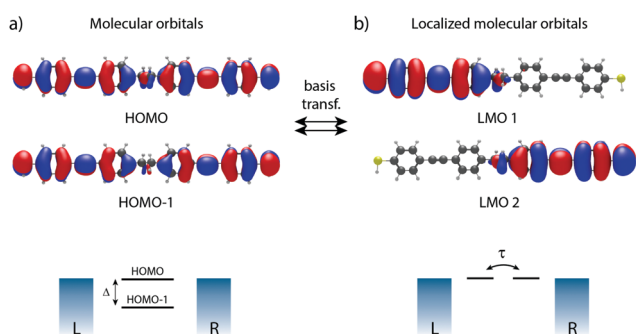 a)
Molecular orbitals
HOMO
HOMO-1
HOMO
Δ
HOMO-1
L
R
basis
transf.
b)
Localized molecular orbitals
LMO 1
LMO 2
τ
L
R